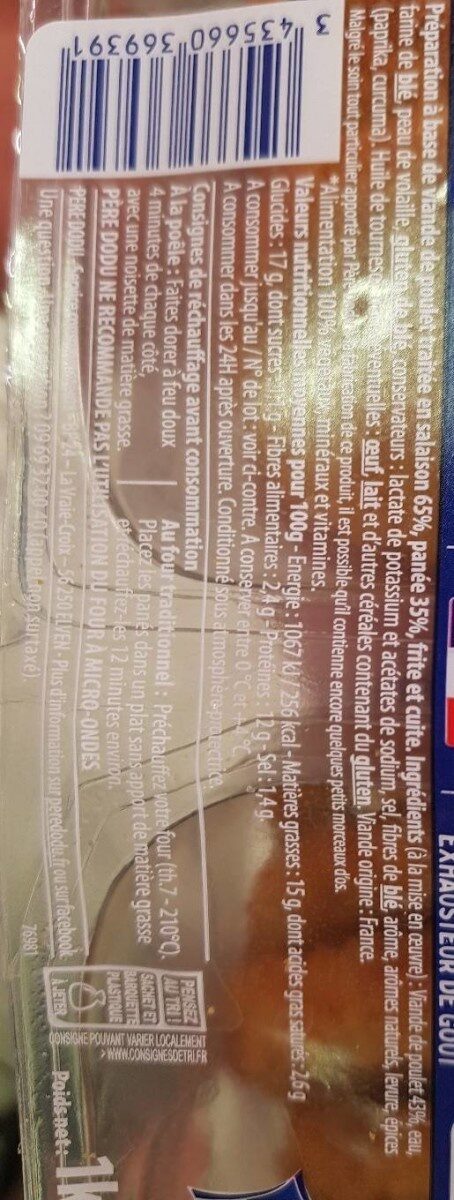 EXHAUSTEUR DE GOÛT
Préparation à base de viande de poulet traitée en salaison 65%, panée 35%, frite et cuite. Ingrédients (à la mise en œuvre) : Viande de poulet 43%, eau,
farine de blé, peau de volaille, gluten de blé, conservateurs : lactate de potassium et acétates de sodium, sel, fibres de blé, arôme, arômes naturels, levure, épices
(paprika, curcuma). Huile de tournesol. éventuelles : œuf, lait et d'autres céréales contenant du gluten. Viande origine : France.
Malgré le soin tout particulier apporté par Père de ce produit, il est possible qu'il contienne encore quelques petits morceaux d'os.
*Alimentation 100% végétaux, minéraux et vitamines.
Valeurs nutritionnelles moyennes pour 100g - Energie : 1067 kJ / 256 kcal - Matières grasses : 15 g, dont acides gras saturés : 2,6 g
Glucides : 17 g, dont sucres - Fibres alimentaires : 2,4 g - Protéines : 12 g - Sel : 1,4 g.
A consommer jusqu'au / N° de lot : voir ci-contre. A conserver entre 0 °C et +4°C.
A consommer dans les 24H après ouverture. Conditionné sous atmosphère protectrice.
Consignes de réchauffage avant consommation
À la poêle : Faites dorer à feu doux
4 minutes de chaque côté,
avec une noisette de matière grasse.
Au four traditionnel : Préchauffez votre four (th.7 - 210°C).
Placez les panés dans un plat sans apport de matière grasse
et réchauffez-les 12 minutes environ.
PÈRE DODU NE RECOMMANDE PAS L'UTILISATION DU FOUR À MICRO-ONDES
PÈRE DODU - La Vraie-Croix - 56 250 ELVEN - Plus d'information sur peredodu.fr ou sur facebook
Une question 09 69 32 (appel non surtaxé).
76981
3 435660 369391
PENSEZ
AU TRI !
SACHET ET
BARQUETTE
PLASTIQUE
À JETER
CONSIGNE POUVANT VARIER LOCALEMENT
> WWW.CONSIGNESDETRI.FR
Poids net : 1k